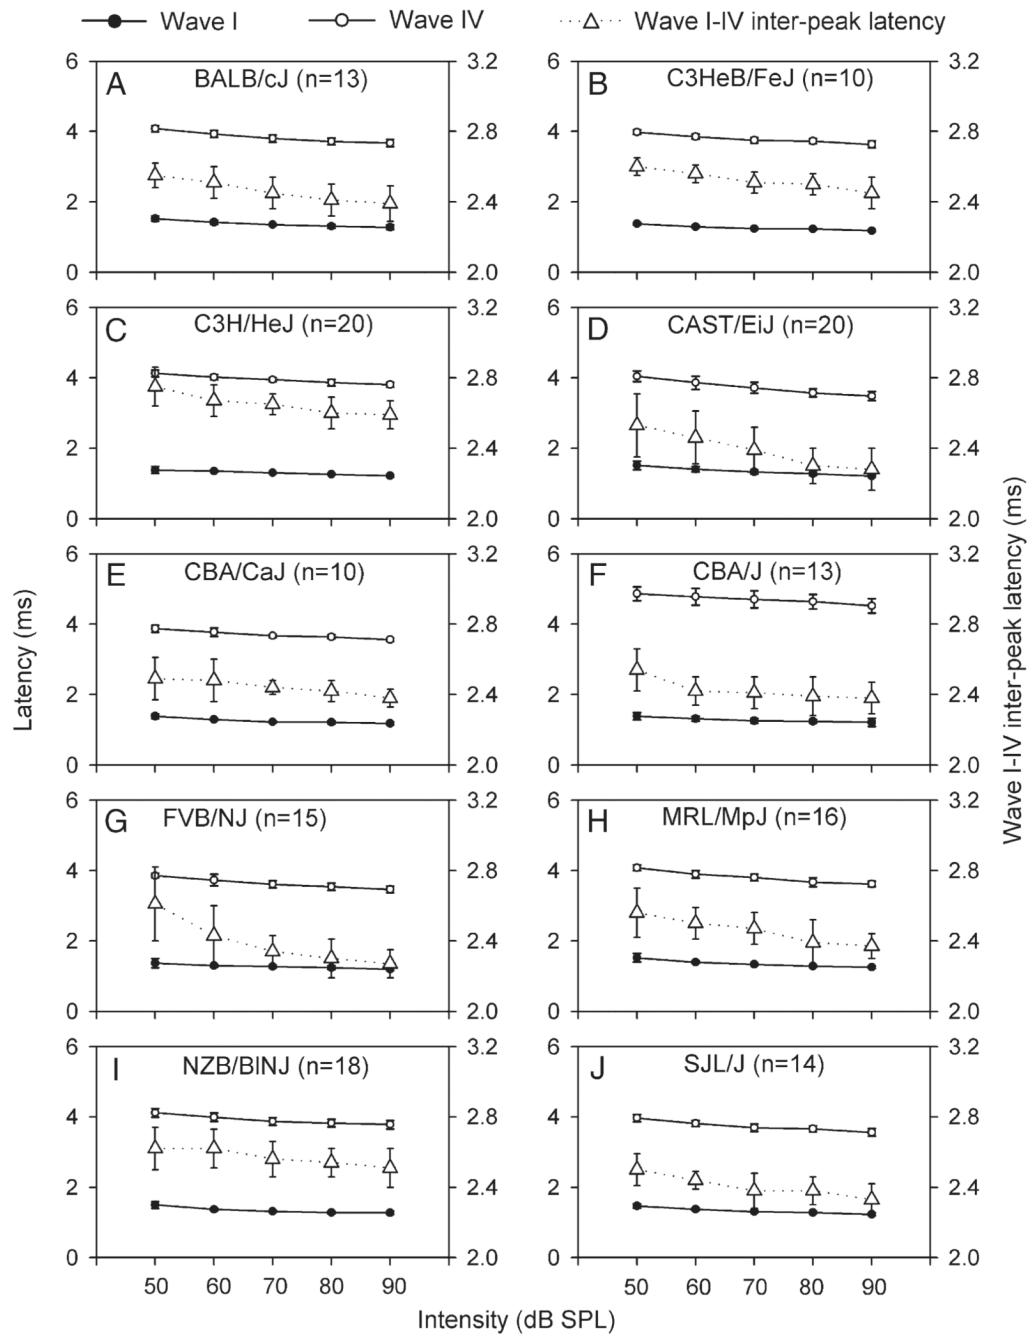 Wave I Wave IV Wave I-IV inter-peak latency
A BALB/cJ (n=13)
6 4 2 0
3.2 2.8 2.4 2.0
B C3HeB/FeJ (n=10)
6 4 2 0
3.2 2.8 2.4 2.0
C C3H/HeJ (n=20)
6 4 2 0
3.2 2.8 2.4 2.0
D CAST/EiJ (n=20)
6 4 2 0
3.2 2.8 2.4 2.0
E CBA/CaJ (n=10)
6 4 2 0
3.2 2.8 2.4 2.0
F CBA/J (n=13)
6 4 2 0
3.2 2.8 2.4 2.0
G FVB/NJ (n=15)
6 4 2 0
3.2 2.8 2.4 2.0
H MRL/MpJ (n=16)
6 4 2 0
3.2 2.8 2.4 2.0
I NZB/BlNJ (n=18)
6 4 2 0
3.2 2.8 2.4 2.0
J SJL/J (n=14)
6 4 2 0
3.2 2.8 2.4 2.0
50 60 70 80 90
50 60 70 80 90
Latency (ms)
Wave I-IV inter-peak latency (ms)
Intensity (dB SPL)